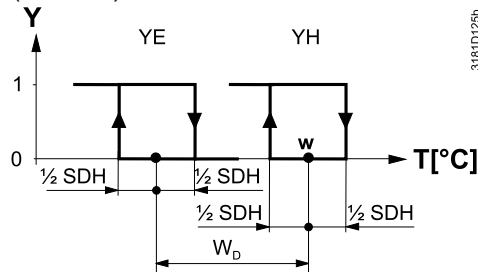 Y
YE
YH
1
0
w
T[°C]
½ SDH
½ SDH
½ SDH
½ SDH
W_D
3181D125b